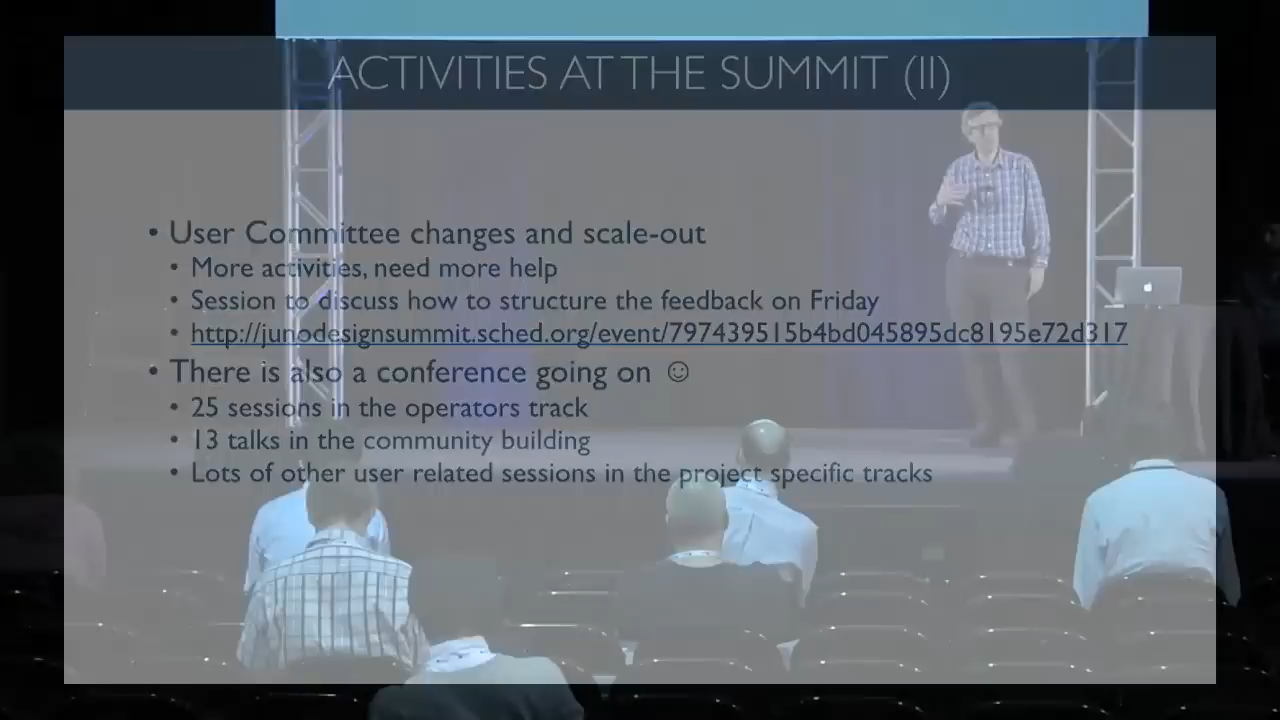 ACTIVITIES AT THE SUMMIT (II)
• User Committee changes and scale-out
• More activities, need more help
• Session to discuss how to structure the feedback on Friday
• http://junodesignsummit.sched.org/event/797439515b4bd045895dc8195e72d317
• There is also a conference going on ☺
• 25 sessions in the operators track
• 13 talks in the community building
• Lots of other user related sessions in the project specific tracks